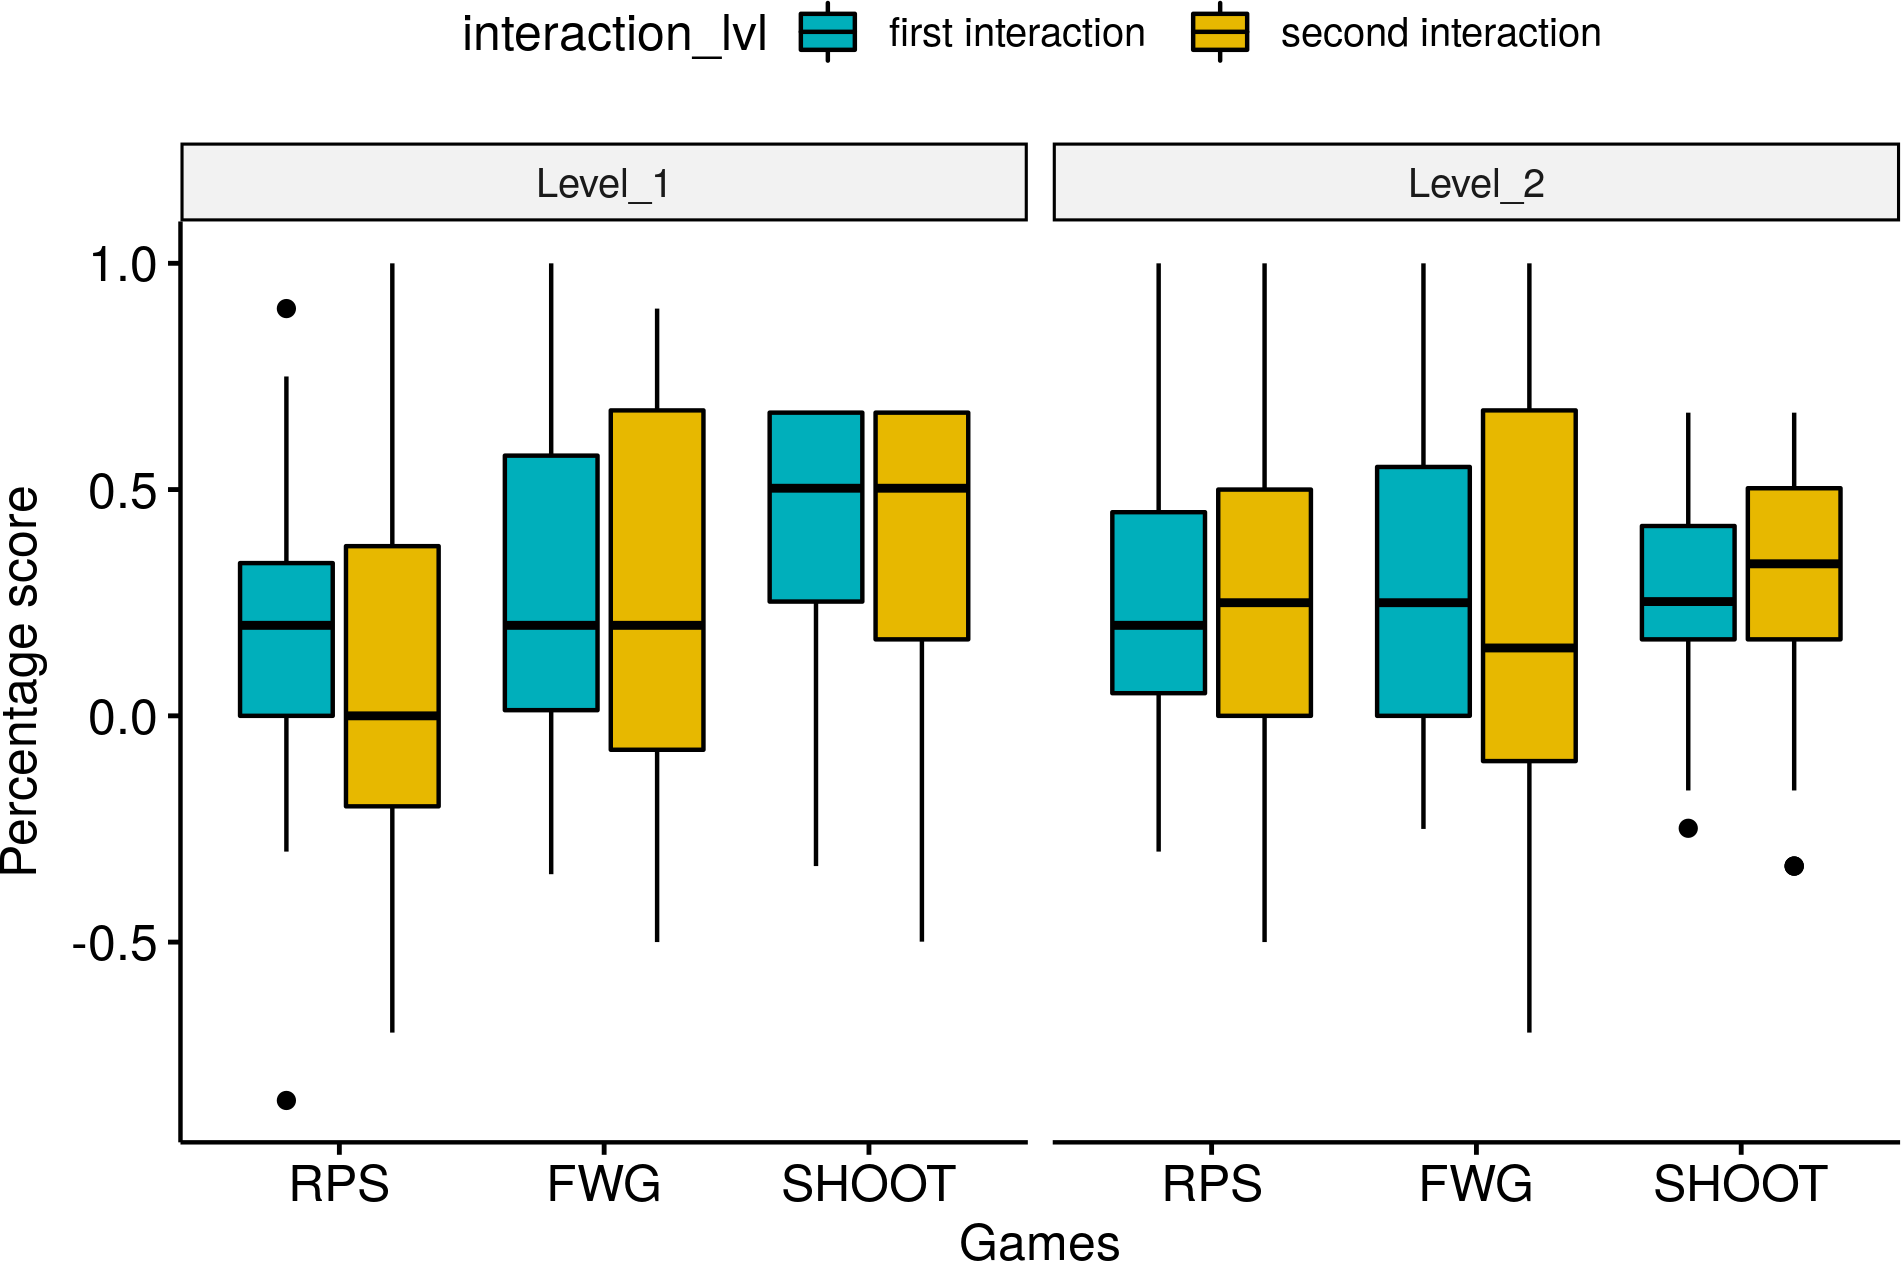 interaction_lvl first interaction second interaction
Level_1 Level_2
1.0
0.5
0.0
-0.5
Percentage score
RPS FWG SHOOT RPS FWG SHOOT
Games